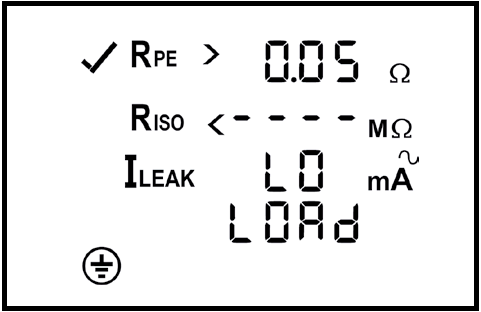 ✓ RPE > 0.05 Ω
RISO < - - - - MΩ
ILEAK LO mA
LOAd